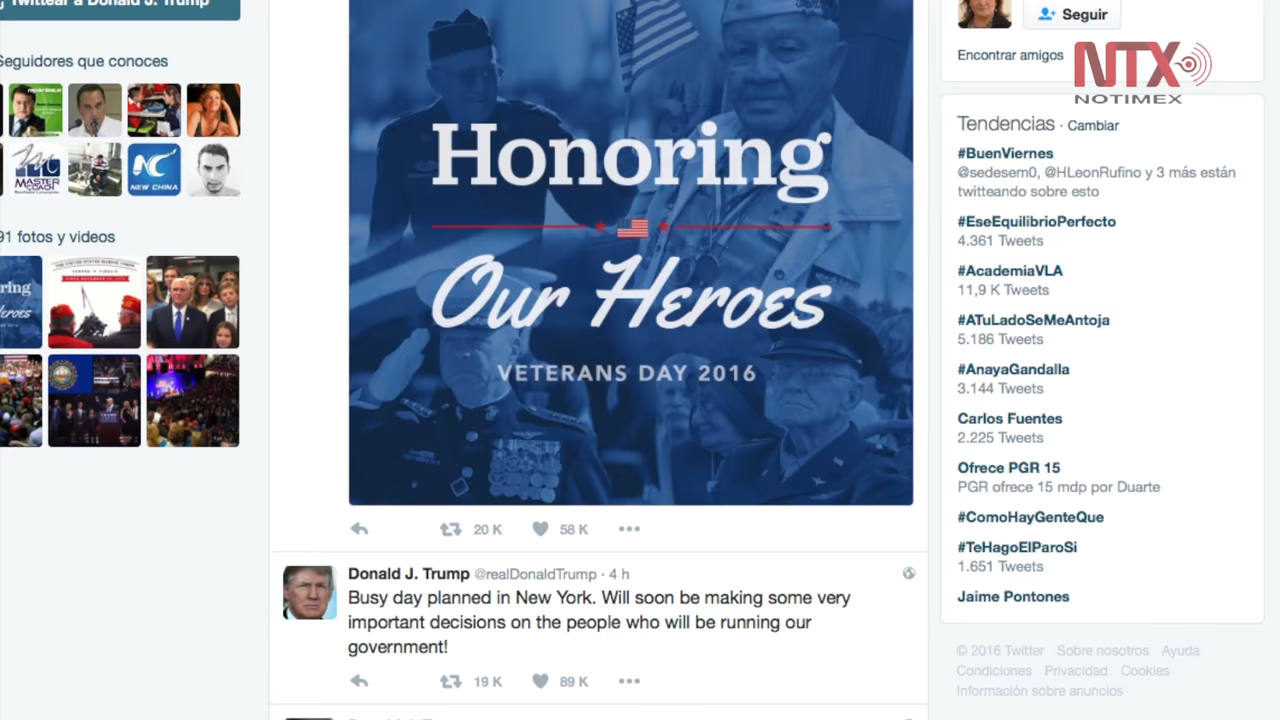 Twittear a Donald J. Trump
Seguidores que conoces
MASTER
COACH
NEW CHINA
91 fotos y videos
Honoring
Our Heroes
VETERANS DAY 2016
20 K
58 K
Donald J. Trump @realDonaldTrump · 4 h
Busy day planned in New York. Will soon be making some very
important decisions on the people who will be running our
government!
19 K
89 K
Seguir
Encontrar amigos
NTX
NOTIMEX
Tendencias · Cambiar
#BuenViernes
@sedesem0, @HLeonRufino y 3 más están
twitteando sobre esto
#EseEquilibrioPerfecto
4.361 Tweets
#AcademiaVLA
11,9 K Tweets
#ATuLadoSeMeAntoja
5.186 Tweets
#AnayaGandalla
3.144 Tweets
Carlos Fuentes
2.225 Tweets
Ofrece PGR 15
PGR ofrece 15 mdp por Duarte
#ComoHayGenteQue
#TeHagoElParoSi
1.651 Tweets
Jaime Pontones
© 2016 Twitter Sobre nosotros Ayuda
Condiciones Privacidad Cookies
Información sobre anuncios